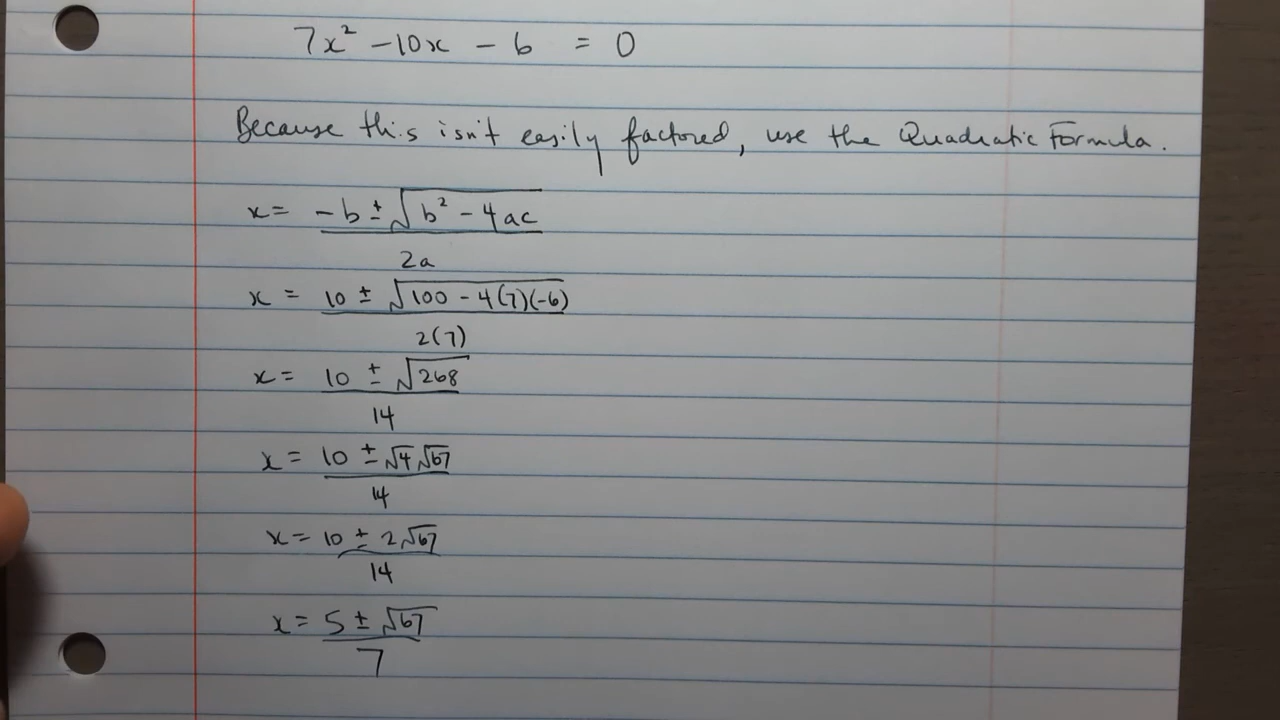 7x² -10x - 6 = 0
Because this isn't easily factored, use the Quadratic Formula.
x = -b ± √b² - 4ac
2a
x = 10 ± √100 - 4(7)(-6)
2(7)
x = 10 ± √268
14
x = 10 ± √4 √67
14
x = 10 ± 2√67
14
x = 5 ± √67
7